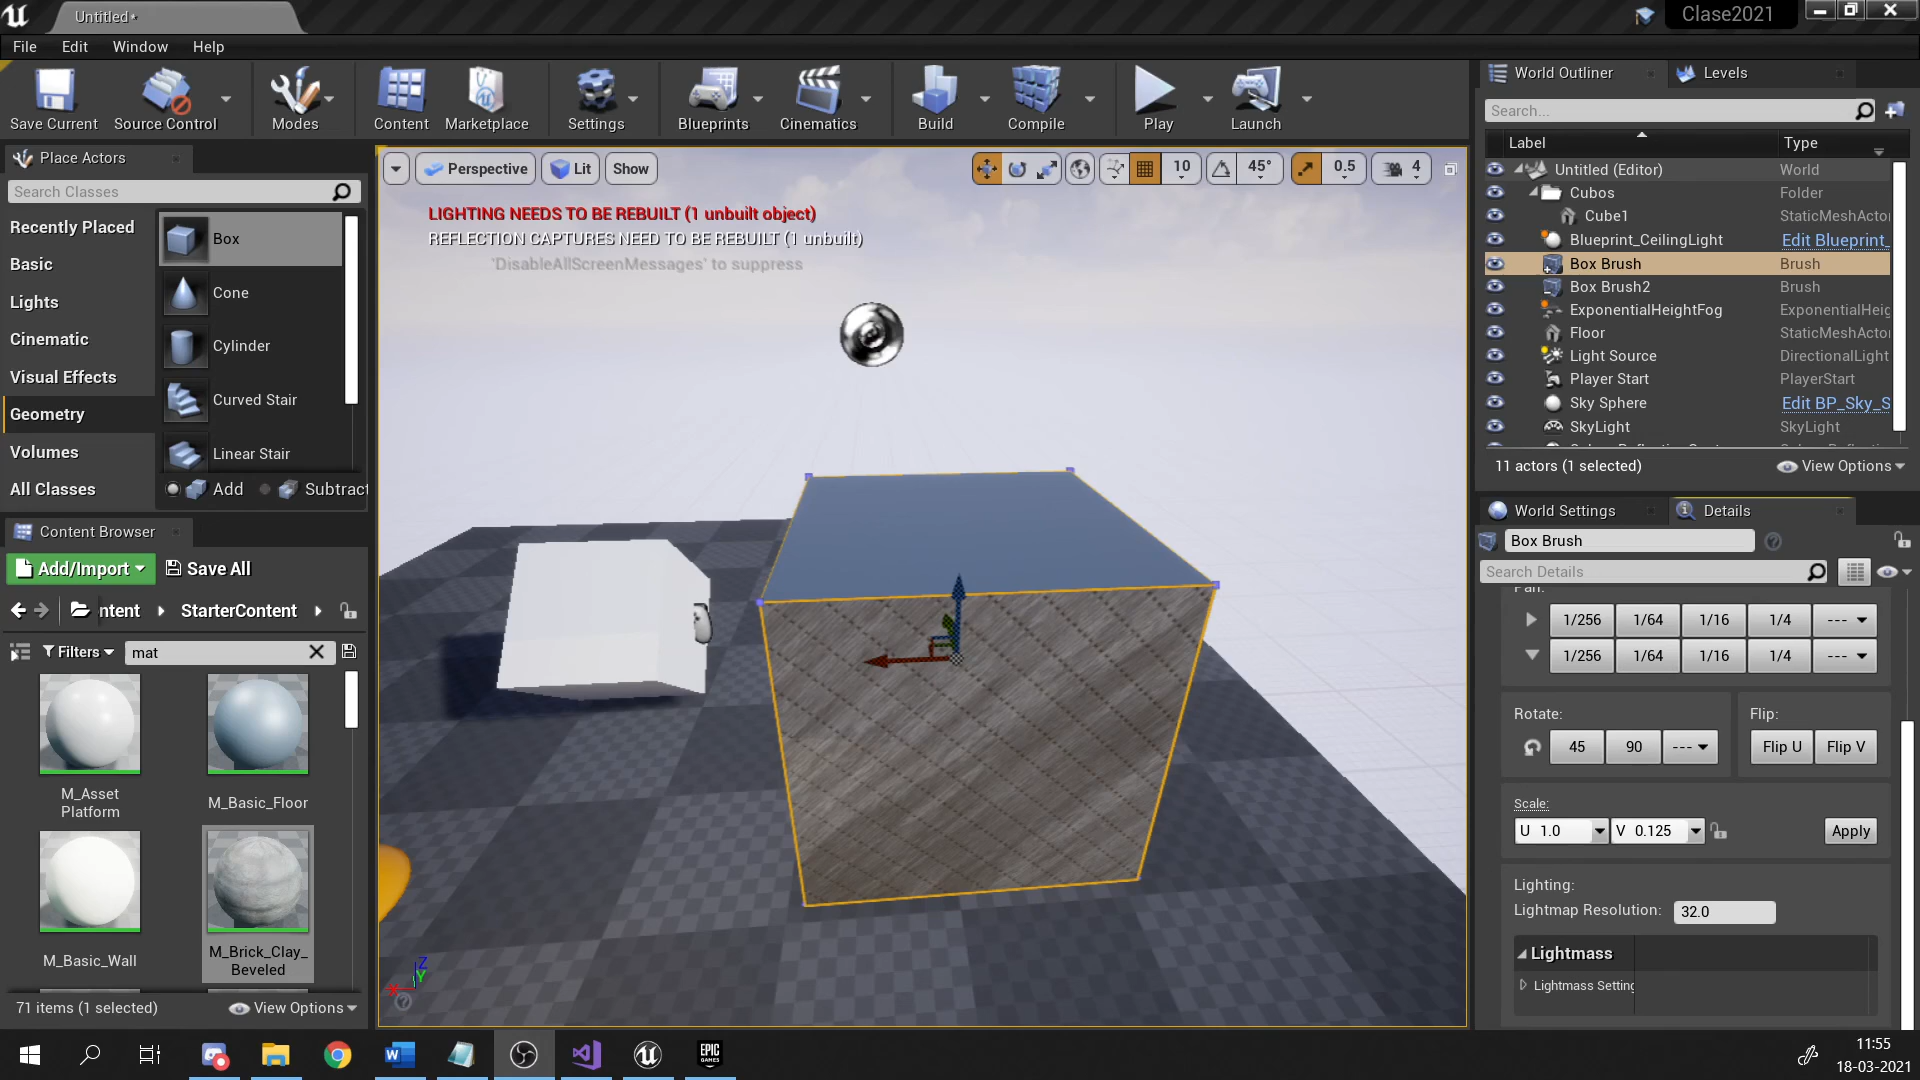 Untitled*
Clase2021
File Edit Window Help
Save Current
Source Control
Modes
Content
Marketplace
Settings
Blueprints
Cinematics
Build
Compile
Play
Launch
Place Actors
Search Classes
Recently Placed
Basic
Lights
Cinematic
Visual Effects
Geometry
Volumes
All Classes
Box
Cone
Cylinder
Curved Stair
Linear Stair
Add Subtract
Content Browser
Add/Import Save All
ntent StarterContent
Filters mat
M_Asset
Platform
M_Basic_Floor
M_Basic_Wall
M_Brick_Clay_
Beveled
71 items (1 selected) View Options
Perspective Lit Show
10 45° 0.5 4
LIGHTING NEEDS TO BE REBUILT (1 unbuilt object)
REFLECTION CAPTURES NEED TO BE REBUILT (1 unbuilt)
'DisableAllScreenMessages' to suppress
Z
Y
X
World Outliner Levels
Search...
Label Type
Untitled (Editor) World
Cubos Folder
Cube1 StaticMeshActo
Blueprint_CeilingLight Edit Blueprint_
Box Brush Brush
Box Brush2 Brush
ExponentialHeightFog ExponentialHeig
Floor StaticMeshActo
Light Source DirectionalLight
Player Start PlayerStart
Sky Sphere Edit BP_Sky_S
SkyLight SkyLight
11 actors (1 selected) View Options
World Settings Details
Box Brush
Search Details
Pan:
1/256 1/64 1/16 1/4 ---
1/256 1/64 1/16 1/4 ---
Rotate: Flip:
45 90 --- Flip U Flip V
Scale:
U 1.0 V 0.125 Apply
Lighting:
Lightmap Resolution: 32.0
Lightmass
Lightmass Setting
EPIC
GAMES
11:55
18-03-2021